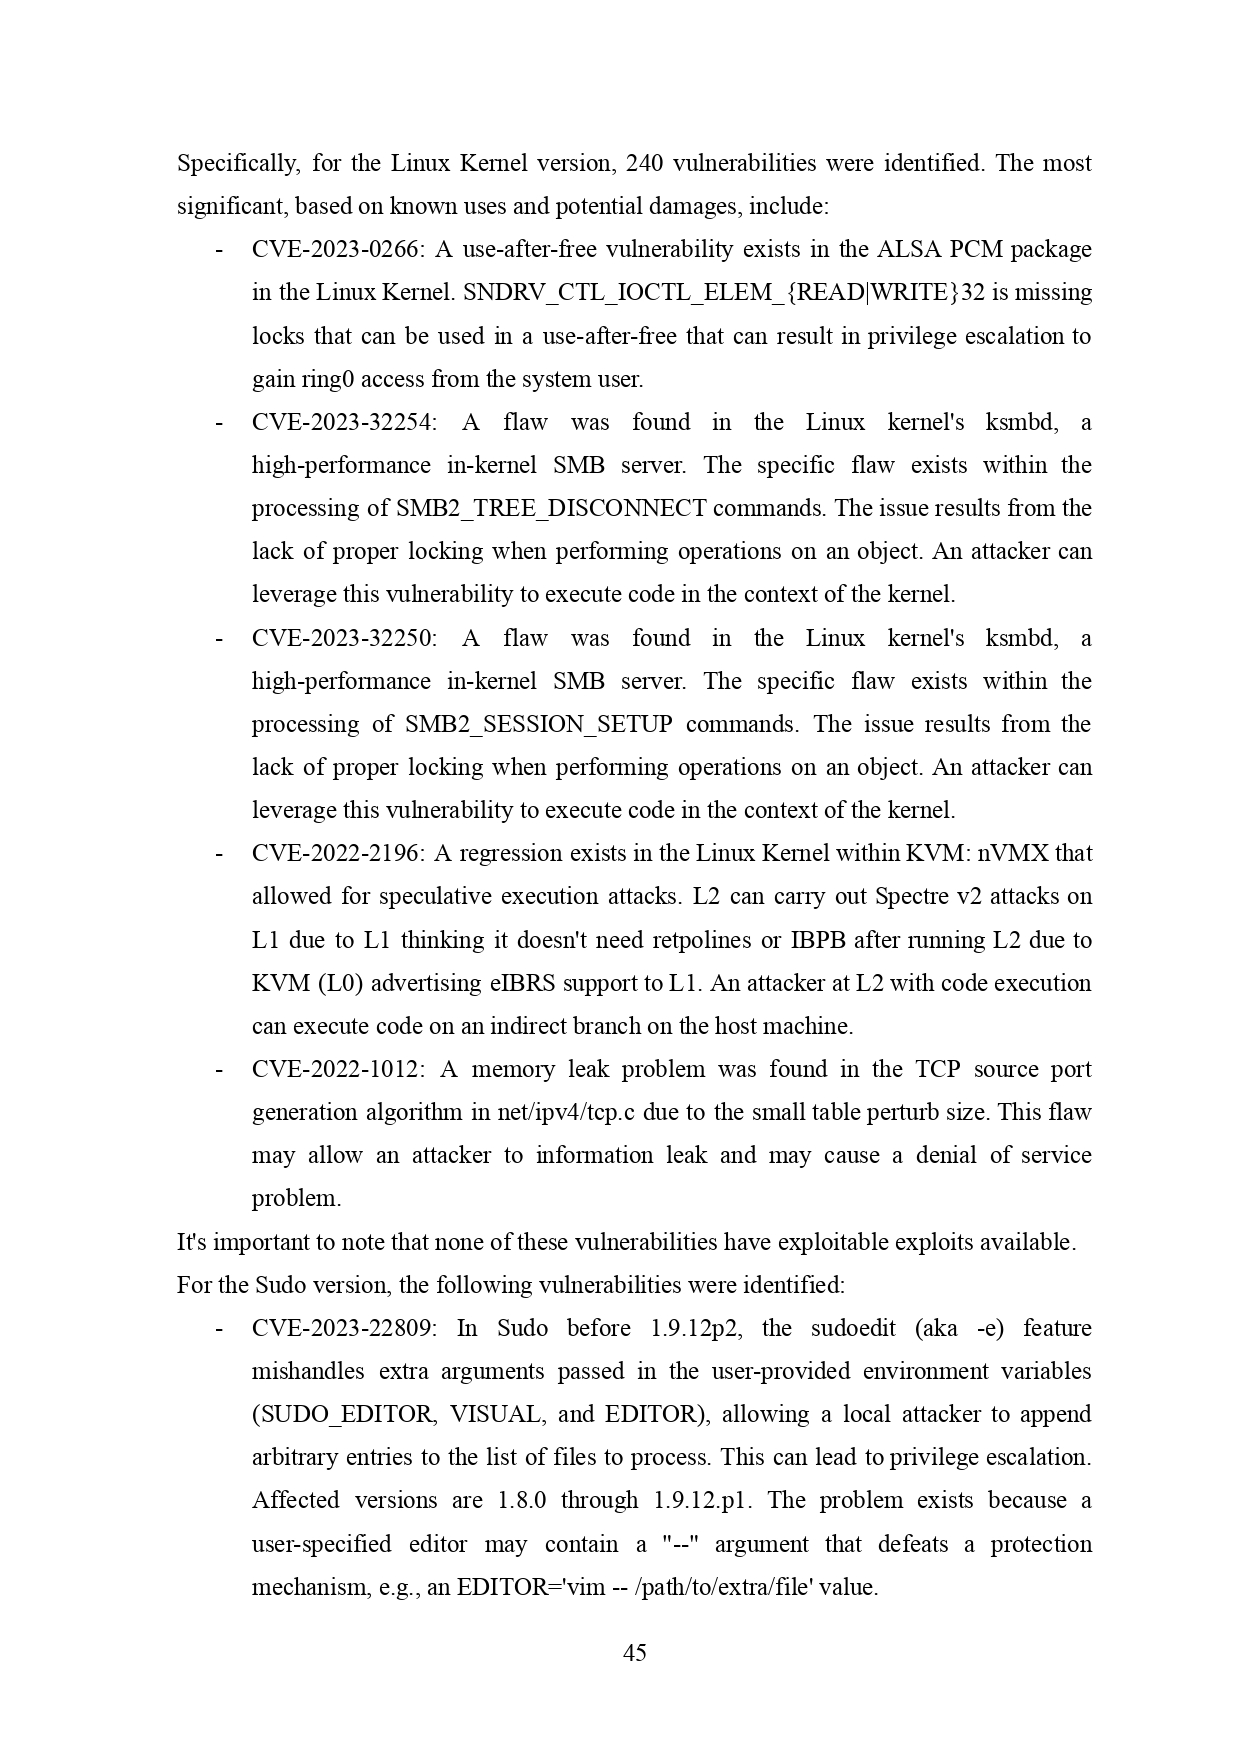 Specifically, for the Linux Kernel version, 240 vulnerabilities were identified. The most
significant, based on known uses and potential damages, include:
- CVE-2023-0266: A use-after-free vulnerability exists in the ALSA PCM package
in the Linux Kernel. SNDRV_CTL_IOCTL_ELEM_{READ|WRITE}32 is missing
locks that can be used in a use-after-free that can result in privilege escalation to
gain ring0 access from the system user.
- CVE-2023-32254: A flaw was found in the Linux kernel's ksmbd, a
high-performance in-kernel SMB server. The specific flaw exists within the
processing of SMB2_TREE_DISCONNECT commands. The issue results from the
lack of proper locking when performing operations on an object. An attacker can
leverage this vulnerability to execute code in the context of the kernel.
- CVE-2023-32250: A flaw was found in the Linux kernel's ksmbd, a
high-performance in-kernel SMB server. The specific flaw exists within the
processing of SMB2_SESSION_SETUP commands. The issue results from the
lack of proper locking when performing operations on an object. An attacker can
leverage this vulnerability to execute code in the context of the kernel.
- CVE-2022-2196: A regression exists in the Linux Kernel within KVM: nVMX that
allowed for speculative execution attacks. L2 can carry out Spectre v2 attacks on
L1 due to L1 thinking it doesn't need retpolines or IBPB after running L2 due to
KVM (L0) advertising eIBRS support to L1. An attacker at L2 with code execution
can execute code on an indirect branch on the host machine.
- CVE-2022-1012: A memory leak problem was found in the TCP source port
generation algorithm in net/ipv4/tcp.c due to the small table perturb size. This flaw
may allow an attacker to information leak and may cause a denial of service
problem.
It's important to note that none of these vulnerabilities have exploitable exploits available.
For the Sudo version, the following vulnerabilities were identified:
- CVE-2023-22809: In Sudo before 1.9.12p2, the sudoedit (aka -e) feature
mishandles extra arguments passed in the user-provided environment variables
(SUDO_EDITOR, VISUAL, and EDITOR), allowing a local attacker to append
arbitrary entries to the list of files to process. This can lead to privilege escalation.
Affected versions are 1.8.0 through 1.9.12.p1. The problem exists because a
user-specified editor may contain a "--" argument that defeats a protection
mechanism, e.g., an EDITOR='vim -- /path/to/extra/file' value.
45